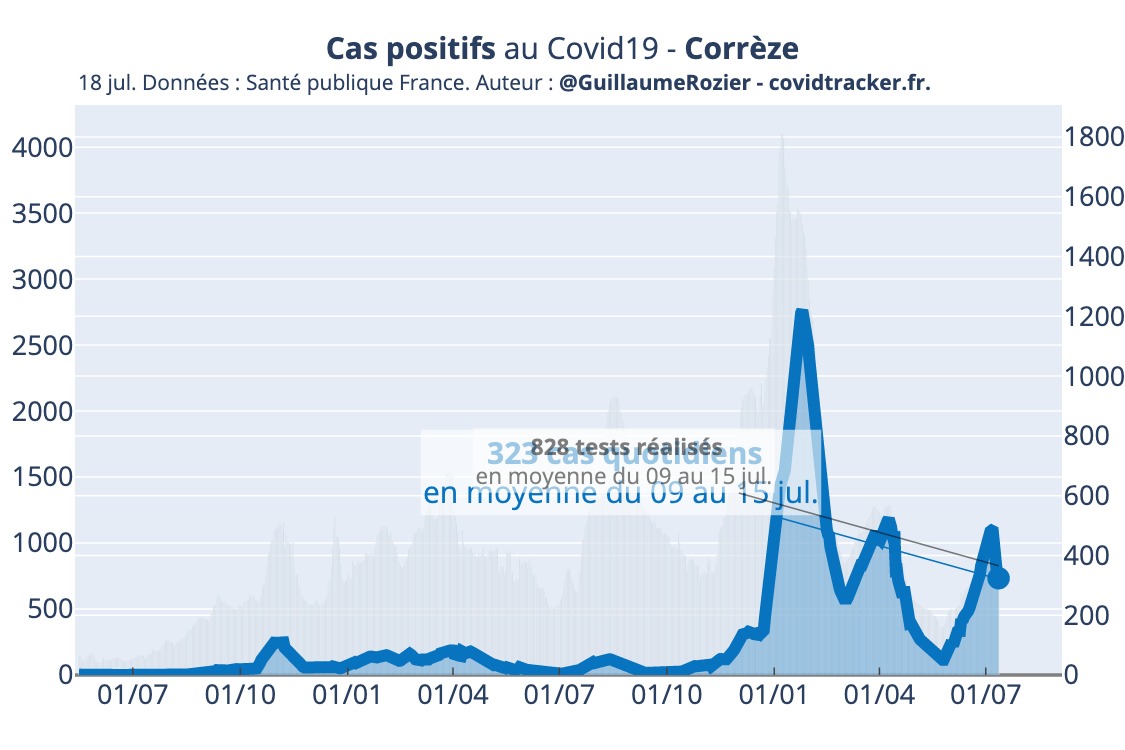 Cas positifs au Covid19 - Corrèze
18 jul. Données : Santé publique France. Auteur : @GuillaumeRozier - covidtracker.fr.
4000
3500
3000
2500
2000
1500
1000
500
0
1800
1600
1400
1200
1000
800
600
400
200
0
828 tests réalisés
en moyenne du 09 au 15 jul.
323 cas quotidiens
en moyenne du 09 au 15 jul.
01/07 01/10 01/01 01/04 01/07 01/10 01/01 01/04 01/07